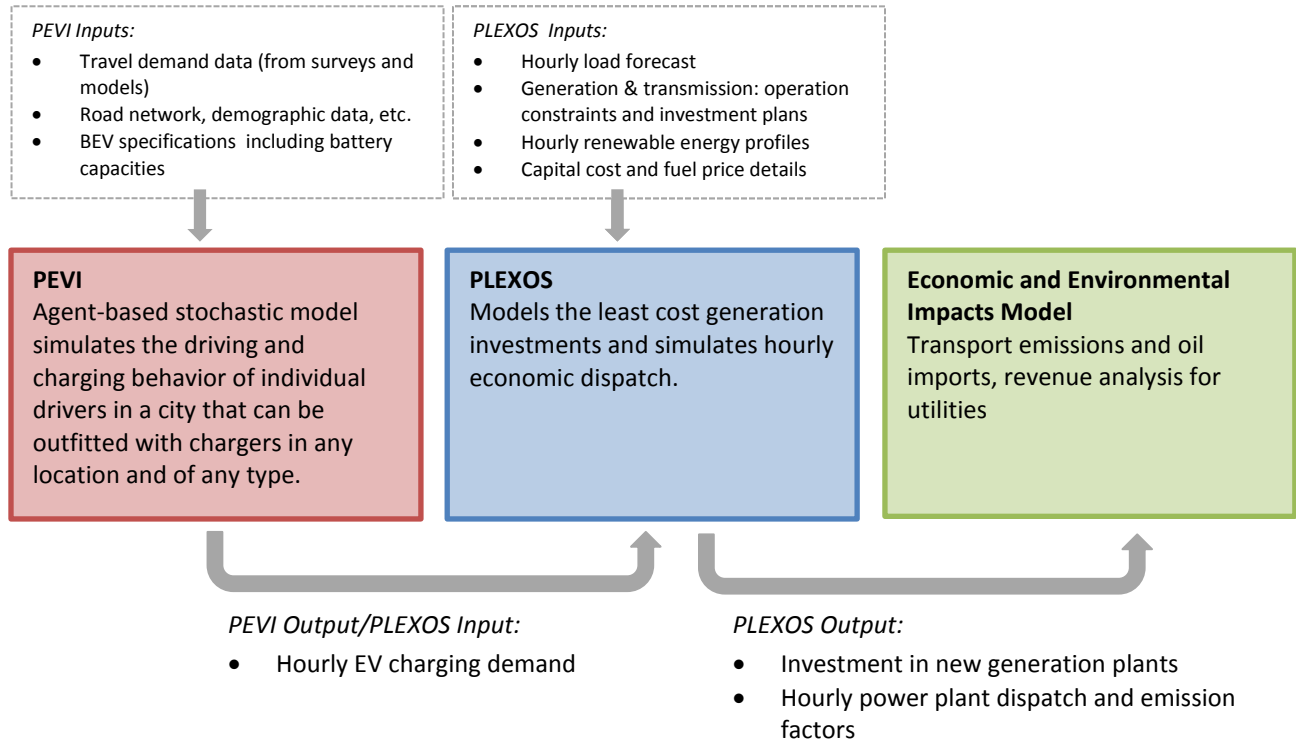 PEVI Inputs:
• Travel demand data (from surveys and
models)
• Road network, demographic data, etc.
• BEV specifications including battery
capacities
PLEXOS Inputs:
• Hourly load forecast
• Generation & transmission: operation
constraints and investment plans
• Hourly renewable energy profiles
• Capital cost and fuel price details
PEVI
Agent-based stochastic model
simulates the driving and
charging behavior of individual
drivers in a city that can be
outfitted with chargers in any
location and of any type.
PLEXOS
Models the least cost generation
investments and simulates hourly
economic dispatch.
Economic and Environmental
Impacts Model
Transport emissions and oil
imports, revenue analysis for
utilities
PEVI Output/PLEXOS Input:
• Hourly EV charging demand
PLEXOS Output:
• Investment in new generation plants
• Hourly power plant dispatch and emission
factors